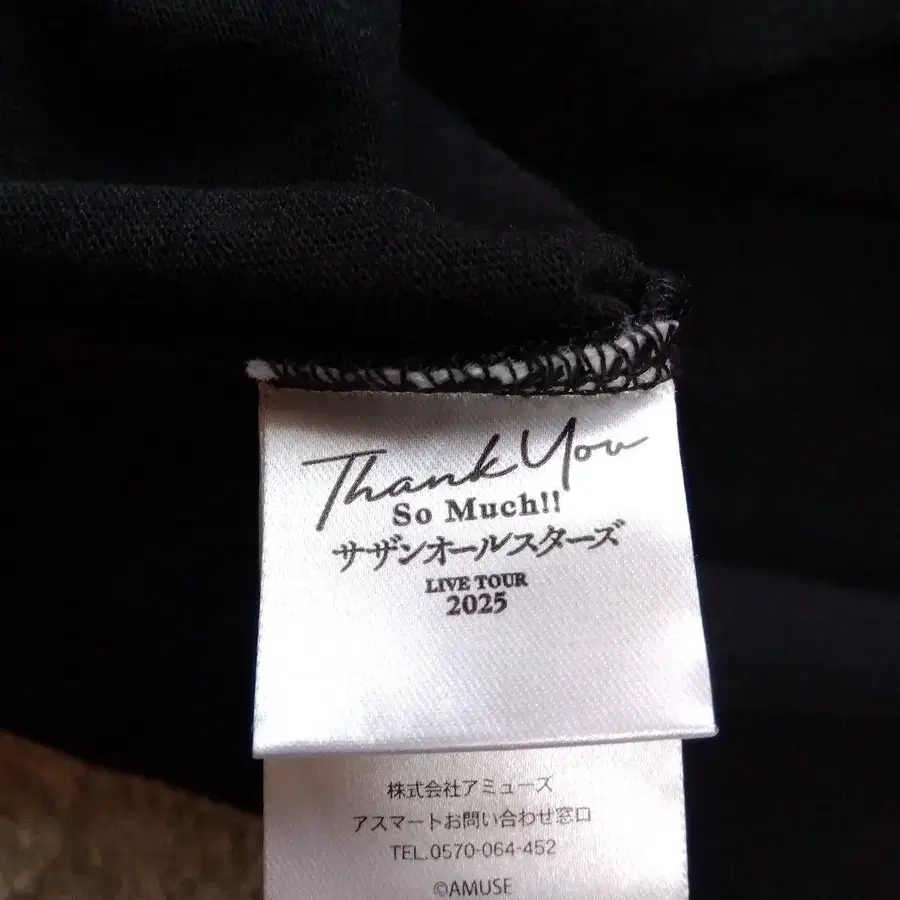 Thank You
So Much!!
サザンオールスターズ
LIVE TOUR
2025
株式会社アミューズ
アスマートお問い合わせ窓口
TEL.0570-064-452
©AMUSE